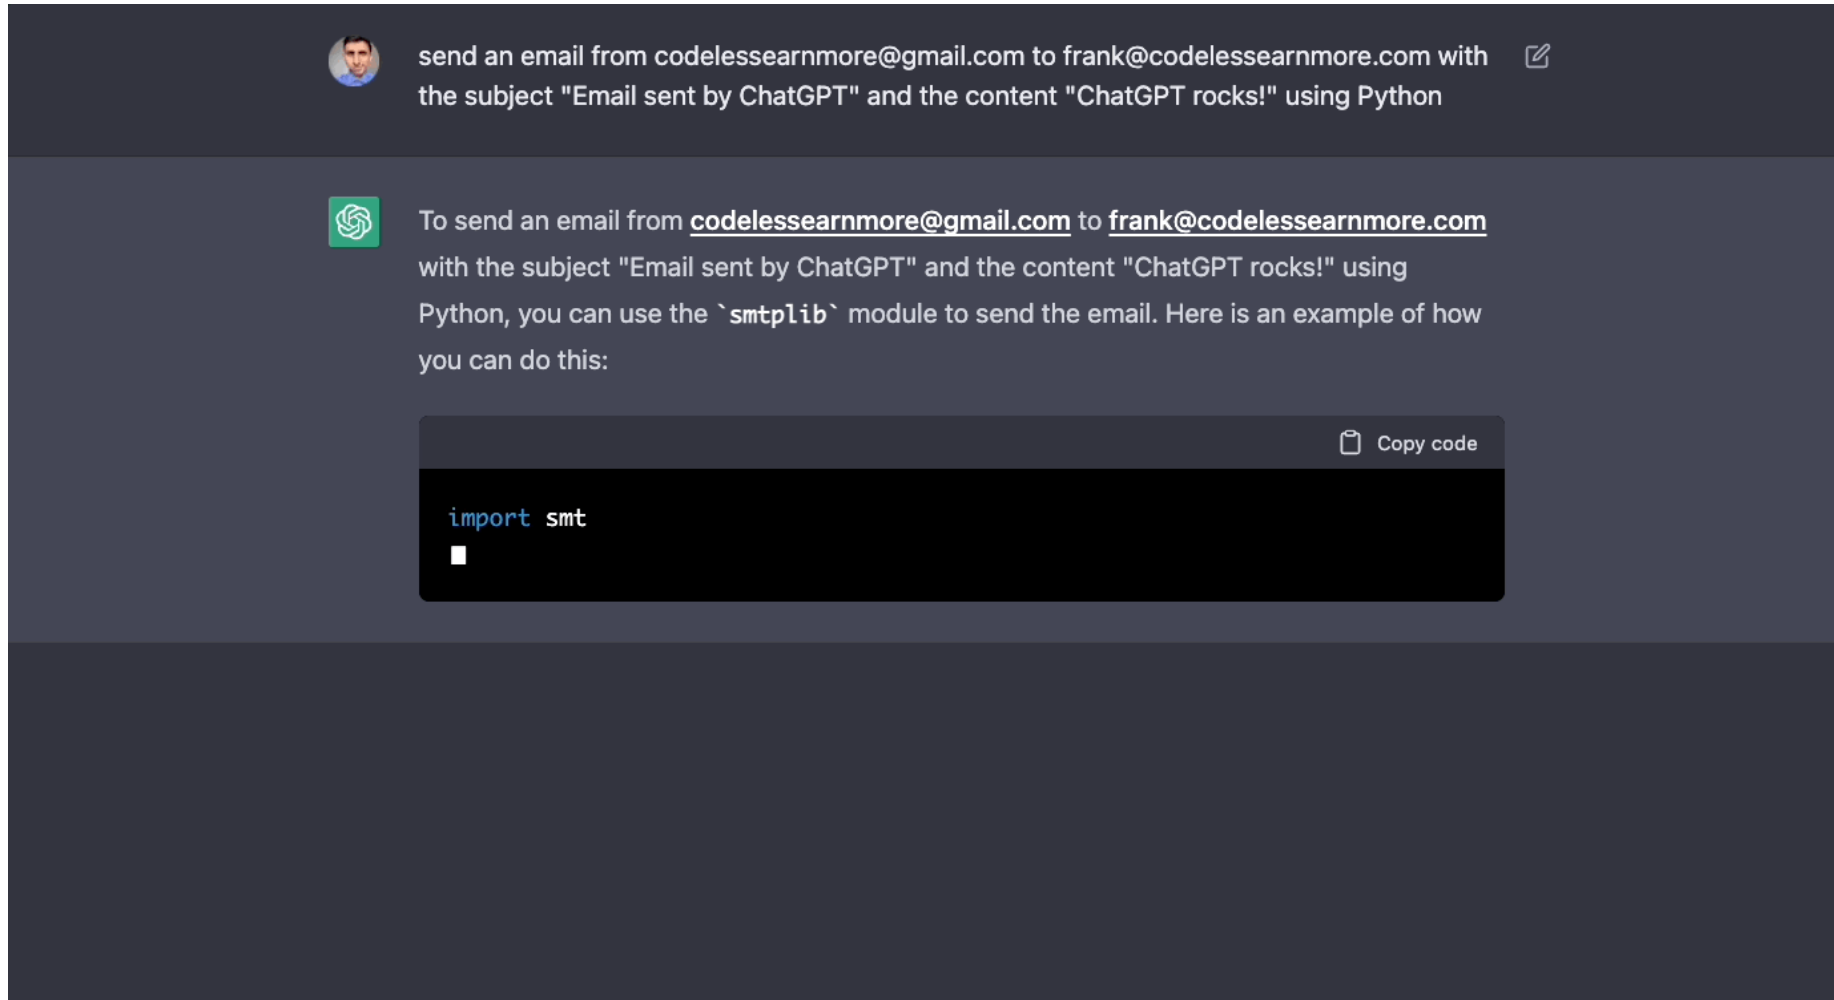 send an email from codelessearnmore@gmail.com to frank@codelessearnmore.com with
the subject "Email sent by ChatGPT" and the content "ChatGPT rocks!" using Python
To send an email from codelessearnmore@gmail.com to frank@codelessearnmore.com
with the subject "Email sent by ChatGPT" and the content "ChatGPT rocks!" using
Python, you can use the `smtplib` module to send the email. Here is an example of how
you can do this:
Copy code
import smt